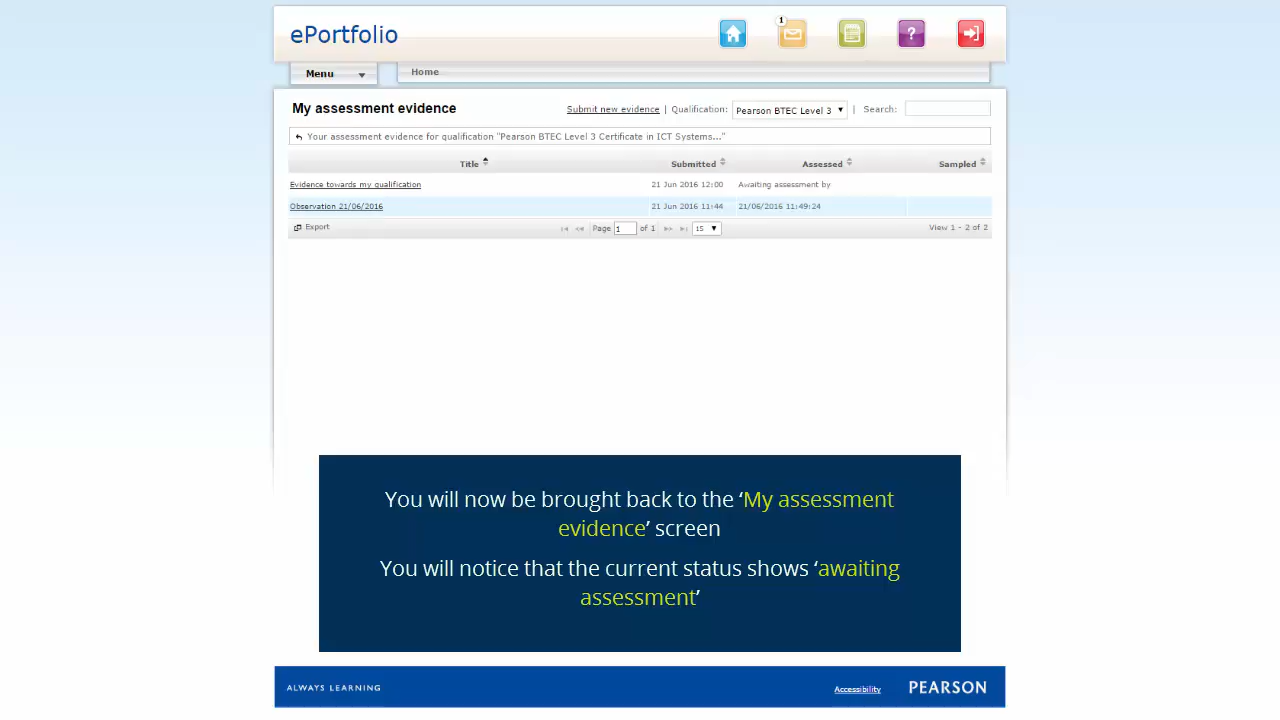 1
ePortfolio
?
Menu
Home
My assessment evidence
Submit new evidence | Qualification: Pearson BTEC Level 3 | Search:
Your assessment evidence for qualification "Pearson BTEC Level 3 Certificate in ICT Systems..."
Title Submitted Assessed Sampled
Evidence towards my qualification 21 Jun 2016 12:00 Awaiting assessment by
Observation 21/06/2016 21 Jun 2016 11:44 21/06/2016 11:49:24
Export Page 1 of 1 15 View 1 - 2 of 2
You will now be brought back to the ‘My assessment
evidence’ screen
You will notice that the current status shows ‘awaiting
assessment’
ALWAYS LEARNING Accessibility PEARSON